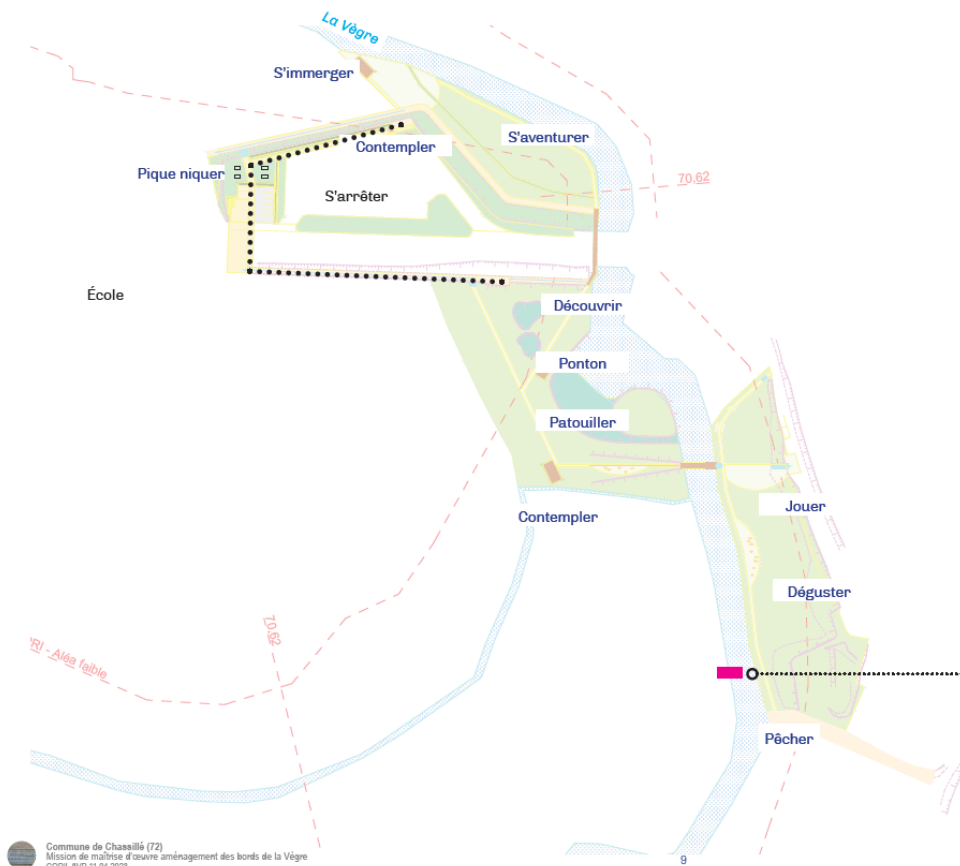 La Vègre
S'immerger
S'aventurer
Contempler
Pique niquer
70,62
S'arrêter
École
Découvrir
Ponton
Patouiller
Jouer
Contempler
Déguster
70,62
PRI - Aléa faible
Pêcher
Commune de Chassillé (72)
Mission de maîtrise d'œuvre aménagement des bords de la Vègre
9